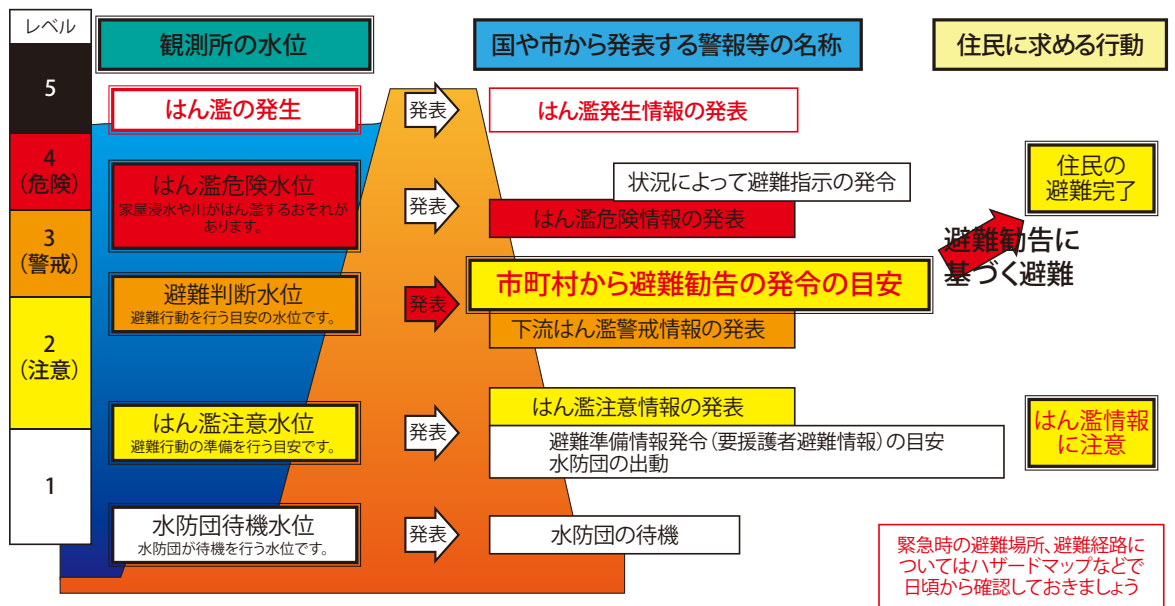 レベル
観測所の水位
国や市から発表する警報等の名称
住民に求める行動
5
はん濫の発生
発表
はん濫発生情報の発表
4
(危険)
はん濫危険水位
家屋浸水や川がはん濫するおそれが
あります。
発表
状況によって避難指示の発令
はん濫危険情報の発表
住民の
避難完了
3
(警戒)
避難判断水位
避難行動を行う目安の水位です。
発表
市町村から避難勧告の発令の目安
下流はん濫警戒情報の発表
避難勧告に
基づく避難
2
(注意)
はん濫注意水位
避難行動の準備を行う目安です。
発表
はん濫注意情報の発表
避難準備情報発令(要援護者避難情報)の目安
水防団の出動
はん濫情報
に注意
1
水防団待機水位
水防団が待機を行う水位です。
発表
水防団の待機
緊急時の避難場所、避難経路に
ついてはハザードマップなどで
日頃から確認しておきましょう